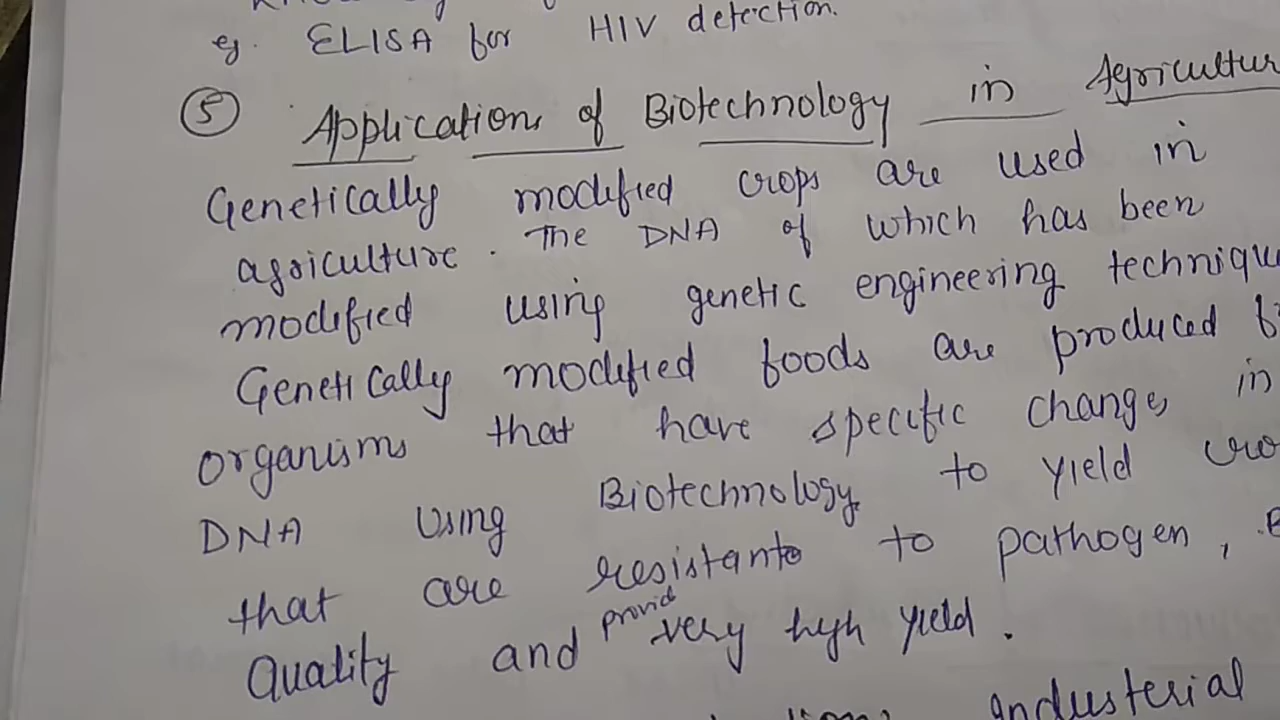 eg. ELISA for HIV detection.
⑤ Applications of Biotechnology in Agricultur
Genetically modified crops are used in
agriculture. The DNA of which has been
modified using genetic engineering techniqu
Genetically modified foods are produced
organisms that have specific changes in
DNA using Biotechnology to yield cro
that are resistant to pathogen,
Quality and provid very high yield.
industerial